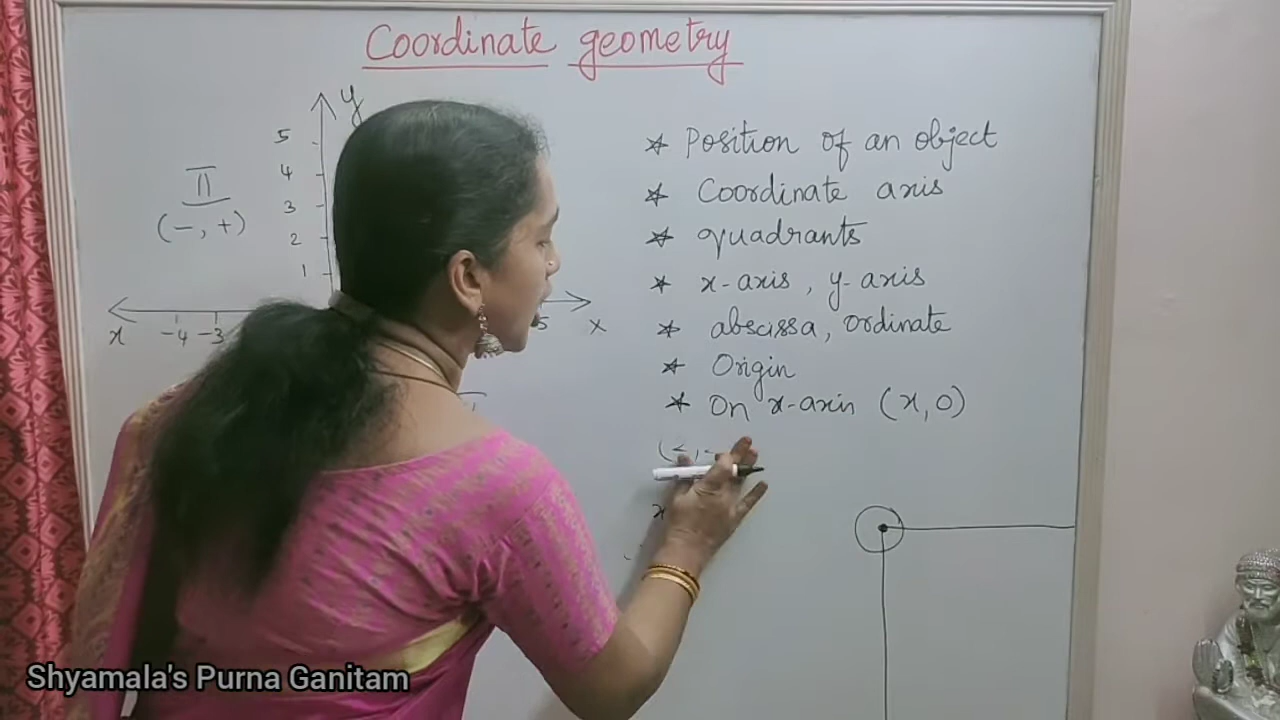 Coordinate geometry
y
5
4
3
2
1
II
(-, +)
x -4 -3
5 x
* Position of an object
* Coordinate axis
* quadrants
* x-axis, y-axis
* abscissa, ordinate
* Origin
* On x-axis (x, 0)
x
Shyamala's Purna Ganitam